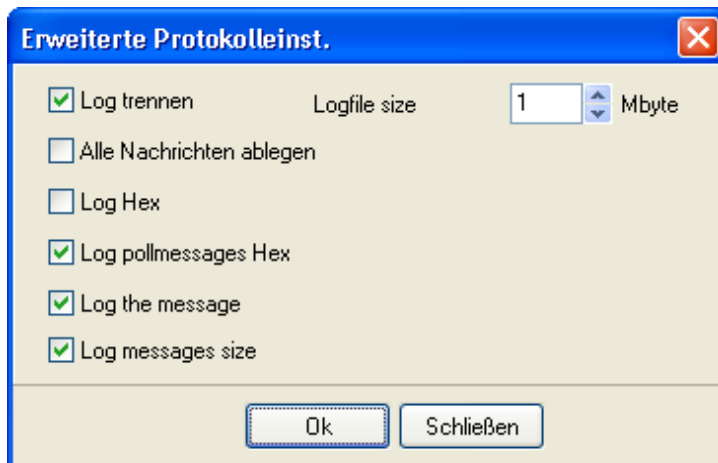 Erweiterte Protokolleinst.
Log trennen Logfile size 1 Mbyte
Alle Nachrichten ablegen
Log Hex
Log pollmessages Hex
Log the message
Log messages size
Ok Schließen